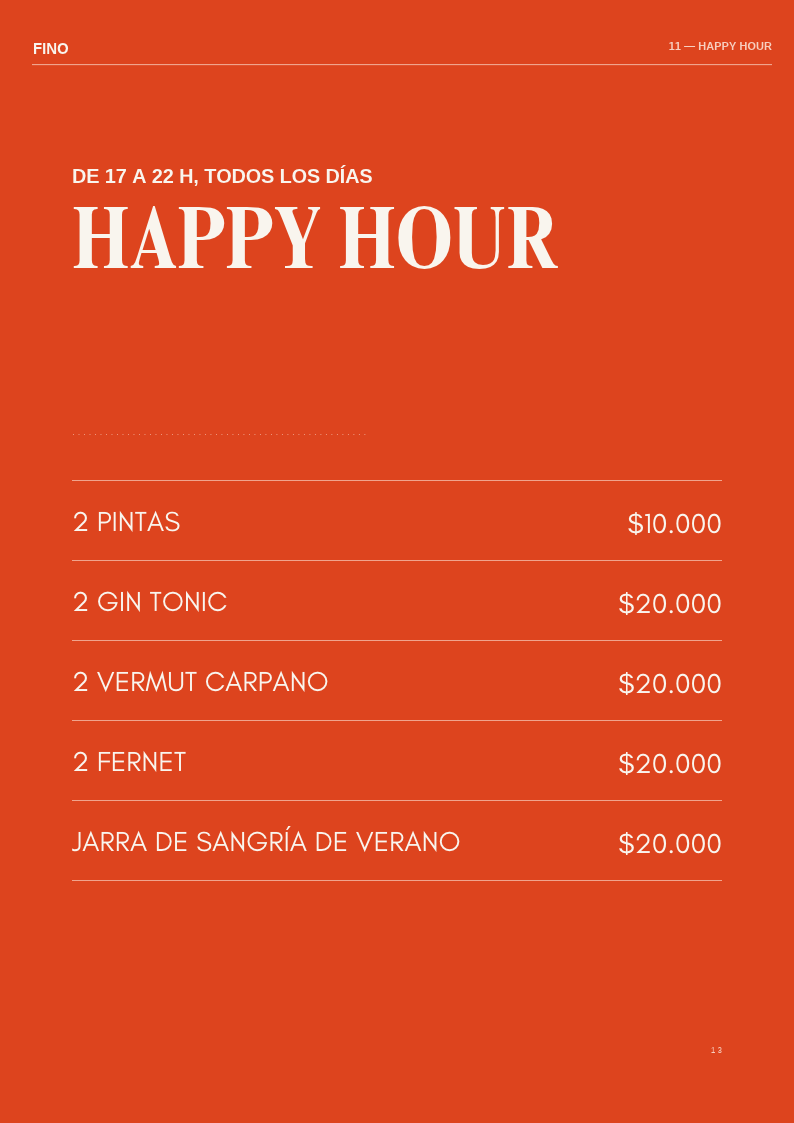 FINO
11 — HAPPY HOUR
DE 17 A 22 H, TODOS LOS DÍAS
HAPPY HOUR
2 PINTAS $10.000
2 GIN TONIC $20.000
2 VERMUT CARPANO $20.000
2 FERNET $20.000
JARRA DE SANGRÍA DE VERANO $20.000
13